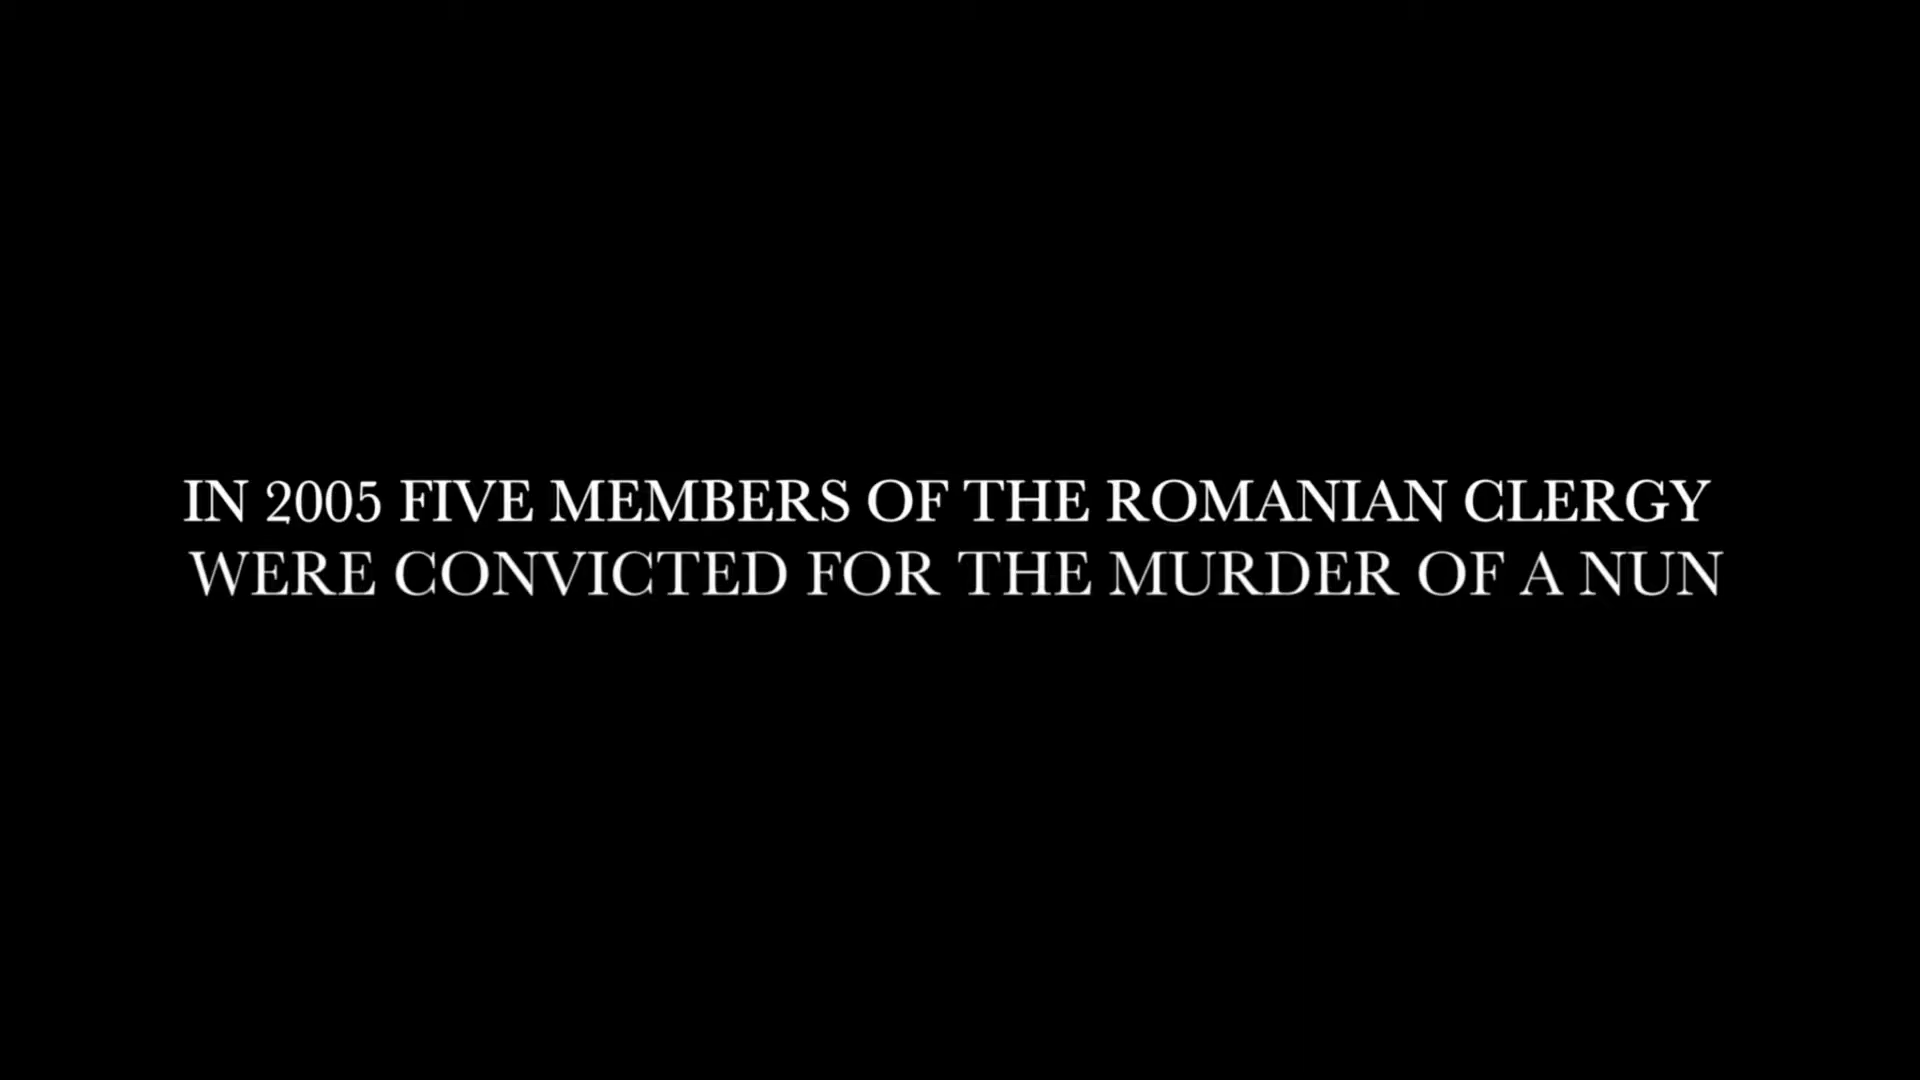 IN 2005 FIVE MEMBERS OF THE ROMANIAN CLERGY
WERE CONVICTED FOR THE MURDER OF A NUN